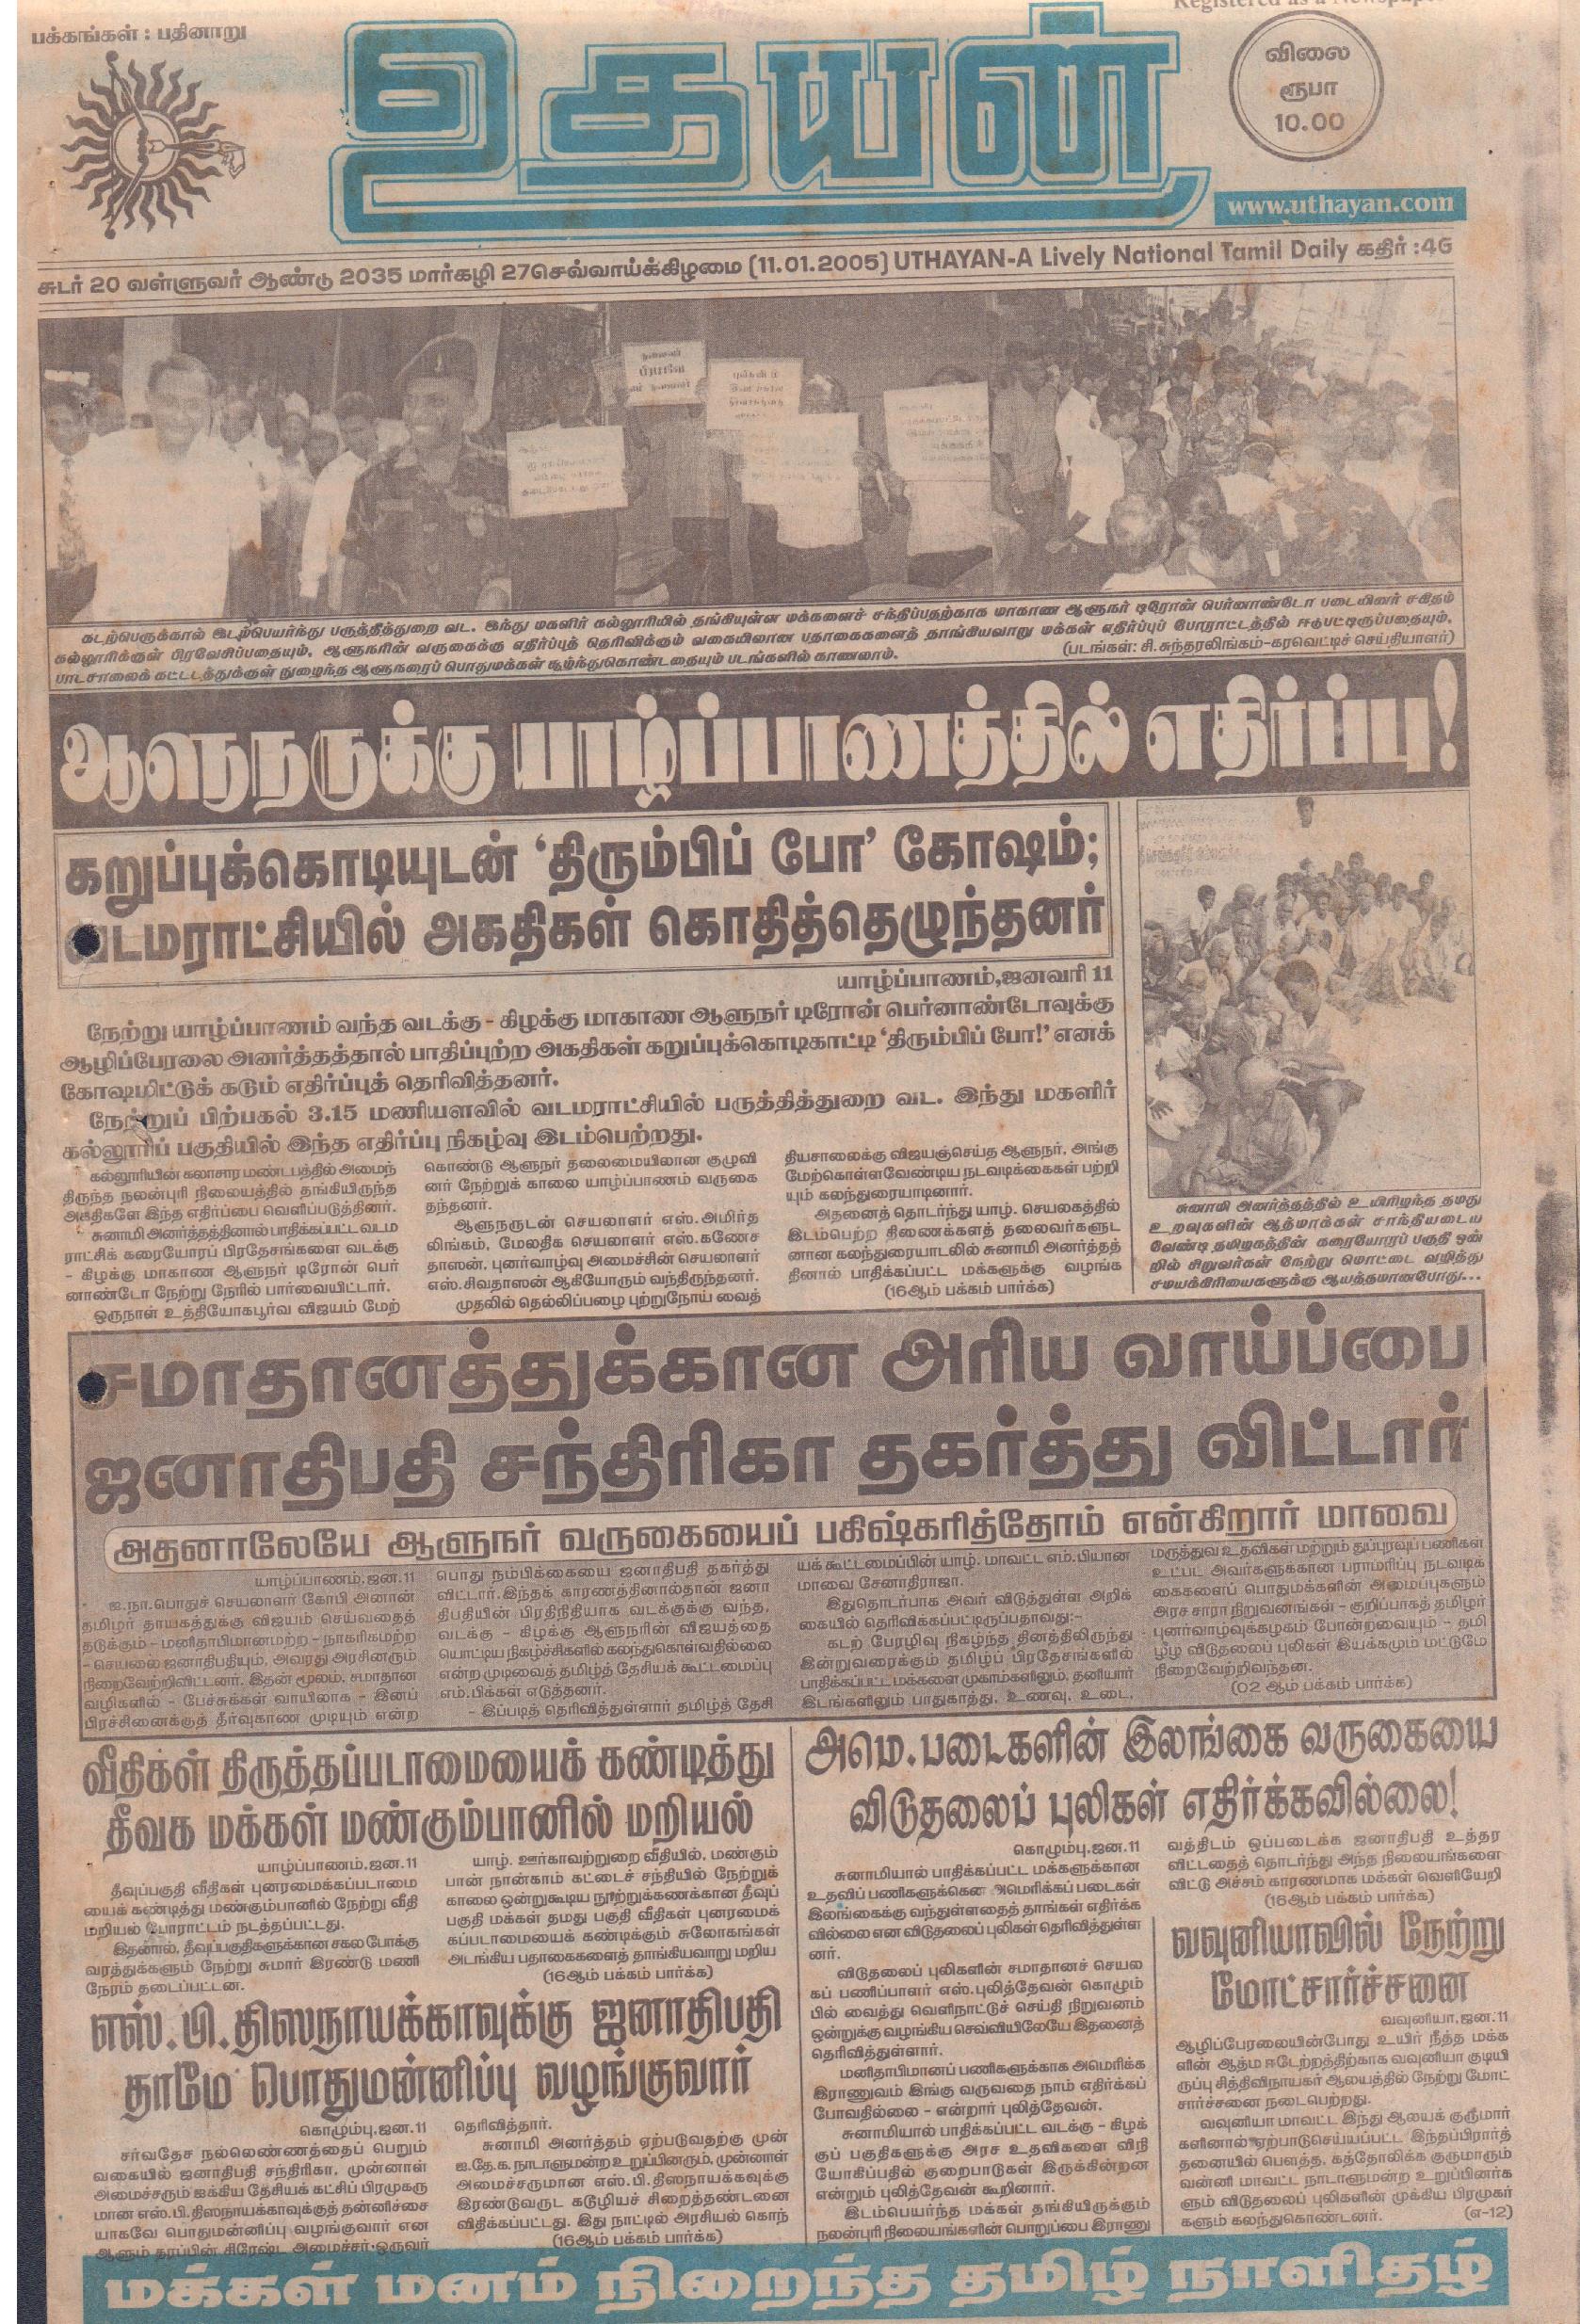 Registered as a Newspaper
பக்கங்கள் : பதினாறு
உதயன்
விலை
ரூபா
10.00
www.uthayan.com
சுடர் 20 வள்ளுவர் ஆண்டு 2035 மார்கழி 27செவ்வாய்க்கிழமை (11.01.2005) UTHAYAN-A Lively National Tamil Daily கதிர் :46
கடற்பெருக்கால் இடம்பெயர்ந்து பருத்தித்துறை வட. இந்து மகளிர் கல்லூரியில் தங்கியுள்ள மக்களைச் சந்திப்பதற்காக மாகாண ஆளுநர் டிரோன் பெர்னாண்டோ படையினர் சகிதம்
கல்லூரிக்குள் பிரவேசிப்பதையும், ஆளுநரின் வருகைக்கு எதிர்ப்புத் தெரிவிக்கும் வகையிலான பதாகைகளைத் தாங்கியவாறு மக்கள் எதிர்ப்புப் போராட்டத்தில் ஈடுபட்டிருப்பதையும்,
பாடசாலைக் கட்டடத்துக்குள் நுழைந்த ஆளுநரைப் பொதுமக்கள் சூழ்ந்துகொண்டதையும் படங்களில் காணலாம்.
(படங்கள்: சி.சுந்தரலிங்கம்-கரவெட்டிச் செய்தியாளர்)
ஆளுநருக்கு யாழ்ப்பாணத்தில் எதிர்ப்பு!
கறுப்புக்கொடியுடன் ‘திரும்பிப் போ’ கோஷம்;
வடமராட்சியில் அகதிகள் கொதித்தெழுந்தனர்
யாழ்ப்பாணம்,ஜனவரி 11
நேற்று யாழ்ப்பாணம் வந்த வடக்கு - கிழக்கு மாகாண ஆளுநர் டிரோன் பெர்னாண்டோவுக்கு
ஆழிப்பேரலை அனர்த்தத்தால் பாதிப்புற்ற அகதிகள் கறுப்புக்கொடிகாட்டி ‘திரும்பிப் போ!’ எனக்
கோஷமிட்டுக் கடும் எதிர்ப்புத் தெரிவித்தனர்.
நேற்றுப் பிற்பகல் 3.15 மணியளவில் வடமராட்சியில் பருத்தித்துறை வட. இந்து மகளிர்
கல்லூரிப் பகுதியில் இந்த எதிர்ப்பு நிகழ்வு இடம்பெற்றது.
கல்லூரியின் கலாசார மண்டபத்தில் அமைந்
திருந்த நலன்புரி நிலையத்தில் தங்கியிருந்த
அகதிகளே இந்த எதிர்ப்பை வெளிப்படுத்தினர்.
சுனாமி அனர்த்தத்தினால் பாதிக்கப்பட்ட வடம
ராட்சிக் கரையோரப் பிரதேசங்களை வடக்கு
- கிழக்கு மாகாண ஆளுநர் டிரோன் பெர்
னாண்டோ நேற்று நேரில் பார்வையிட்டார்.
ஒருநாள் உத்தியோகபூர்வ விஜயம் மேற்
கொண்டு ஆளுநர் தலைமையிலான குழுவி
னர் நேற்றுக் காலை யாழ்ப்பாணம் வருகை
தந்தனர்.
ஆளுநருடன் செயலாளர் எஸ்.அமிர்த
லிங்கம், மேலதிக செயலாளர் எஸ்.கணேச
தாஸன், புனர்வாழ்வு அமைச்சின் செயலாளர்
எஸ்.சிவதாஸன் ஆகியோரும் வந்திருந்தனர்.
முதலில் தெல்லிப்பழை புற்றுநோய் வைத்
தியசாலைக்கு விஜயஞ்செய்த ஆளுநர், அங்கு
மேற்கொள்ளவேண்டிய நடவடிக்கைகள் பற்றி
யும் கலந்துரையாடினார்.
அதனைத் தொடர்ந்து யாழ். செயலகத்தில்
இடம்பெற்ற திணைக்களத் தலைவர்களுட
னான கலந்துரையாடலில் சுனாமி அனர்த்தத்
தினால் பாதிக்கப்பட்ட மக்களுக்கு வழங்க
(16ஆம் பக்கம் பார்க்க)
சுனாமி அனர்த்தத்தில் உயிரிழந்த தமது
உறவுகளின் ஆத்மாக்கள் சாந்தியடைய
வேண்டி தமிழகத்தின் கரையோரப் பகுதி ஒன்
றில் சிறுவர்கள் நேற்று மொட்டை வழித்து
சமயக்கிரியைகளுக்கு ஆயத்தமானபோது...
சமாதானத்துக்கான அரிய வாய்ப்பை
ஜனாதிபதி சந்திரிகா தகர்த்து விட்டார்
அதனாலேயே ஆளுநர் வருகையைப் பகிஷ்கரித்தோம் என்கிறார் மாவை
யாழ்ப்பாணம்,ஜன.11
ஐ.நா.பொதுச் செயலாளர் கோபி அனான்
தமிழர் தாயகத்துக்கு விஜயம் செய்வதைத்
தடுக்கும் - மனிதாபிமானமற்ற - நாகரிகமற்ற
- செயலை ஜனாதிபதியும், அவரது அரசினரும்
நிறைவேற்றிவிட்டனர். இதன் மூலம், சமாதான
வழிகளில் - பேச்சுக்கள் வாயிலாக - இனப்
பிரச்சினைக்குத் தீர்வுகாண முடியும் என்ற
பொது நம்பிக்கையை ஜனாதிபதி தகர்த்து
விட்டார்.இந்தக் காரணத்தினால்தான் ஜனா
திபதியின் பிரதிநிதியாக வடக்குக்கு வந்த,
வடக்கு - கிழக்கு ஆளுநரின் விஜயத்தை
யொட்டிய நிகழ்ச்சிகளில் கலந்துகொள்வதில்லை
என்ற முடிவைத் தமிழ்த் தேசியக் கூட்டமைப்பு
எம்.பிக்கள் எடுத்தனர்.
- இப்படித் தெரிவித்துள்ளார் தமிழ்த் தேசி
யக் கூட்டமைப்பின் யாழ். மாவட்ட எம்.பியான
மாவை சேனாதிராஜா.
இதுதொடர்பாக அவர் விடுத்துள்ள அறிக்
கையில் தெரிவிக்கப்பட்டிருப்பதாவது:-
கடற் பேரழிவு நிகழ்ந்த தினத்திலிருந்து
இன்றுவரைக்கும் தமிழ்ப் பிரதேசங்களில்
பாதிக்கப்பட்ட மக்களை முகாம்களிலும், தனியார்
இடங்களிலும் பாதுகாத்து, உணவு, உடை,
மருத்துவ உதவிகள் மற்றும் துப்புரவுப் பணிகள்
உட்பட அவர்களுக்கான பராமரிப்பு நடவடிக்
கைகளைப் பொதுமக்களின் அமைப்புகளும்
அரச சாரா நிறுவனங்கள் - குறிப்பாகத் தமிழர்
புனர்வாழ்வுக்கழகம் போன்றவையும் - தமி
ழீழ விடுதலைப் புலிகள் இயக்கமும் மட்டுமே
நிறைவேற்றிவந்தன.
(02 ஆம் பக்கம் பார்க்க)
வீதிகள் திருத்தப்படாமையைக் கண்டித்து
தீவக மக்கள் மண்கும்பானில் மறியல்
யாழ்ப்பாணம்,ஜன.11
தீவுப்பகுதி வீதிகள் புனரமைக்கப்படாமை
யைக் கண்டித்து மண்கும்பானில் நேற்று வீதி
மறியல் போராட்டம் நடத்தப்பட்டது.
இதனால், தீவுப்பகுதிகளுக்கான சகல போக்கு
வரத்துக்களும் நேற்று சுமார் இரண்டு மணி
நேரம் தடைப்பட்டன.
யாழ். ஊர்காவற்றுறை வீதியில், மண்கும்
பான் நான்காம் கட்டைச் சந்தியில் நேற்றுக்
காலை ஒன்றுகூடிய நூற்றுக்கணக்கான தீவுப்
பகுதி மக்கள் தமது பகுதி வீதிகள் புனரமைக்
கப்படாமையைக் கண்டிக்கும் சுலோகங்கள்
அடங்கிய பதாகைகளைத் தாங்கியவாறு மறிய
(16ஆம் பக்கம் பார்க்க)
எஸ்.பி.திஸநாயக்காவுக்கு ஜனாதிபதி
தாமே பொதுமன்னிப்பு வழங்குவார்
கொழும்பு,ஜன.11
சர்வதேச நல்லெண்ணத்தைப் பெறும்
வகையில் ஜனாதிபதி சந்திரிகா, முன்னாள்
அமைச்சரும் ஐக்கிய தேசியக் கட்சிப் பிரமுகரு
மான எஸ்.பி.திஸநாயக்காவுக்குத் தன்னிச்சை
யாகவே பொதுமன்னிப்பு வழங்குவார் என
ஆளும் தரப்பின் சிரேஷ்ட அமைச்சர் ஒருவர்
தெரிவித்தார்.
சுனாமி அனர்த்தம் ஏற்படுவதற்கு முன்
ஐ.தே.க.நாடாளுமன்ற உறுப்பினரும், முன்னாள்
அமைச்சருமான எஸ்.பி.திஸநாயக்கவுக்கு
இரண்டுவருட கடூழியச் சிறைத்தண்டனை
விதிக்கப்பட்டது. இது நாட்டில் அரசியல் கொந்
(16ஆம் பக்கம் பார்க்க)
அமெ.படைகளின் இலங்கை வருகையை
விடுதலைப் புலிகள் எதிர்க்கவில்லை!
கொழும்பு,ஜன.11
சுனாமியால் பாதிக்கப்பட்ட மக்களுக்கான
உதவிப் பணிகளுக்கென அமெரிக்கப் படைகள்
இலங்கைக்கு வந்துள்ளதைத் தாங்கள் எதிர்க்க
வில்லை என விடுதலைப் புலிகள் தெரிவித்துள்ள
னர்.
விடுதலைப் புலிகளின் சமாதானச் செயல
கப் பணிப்பாளர் எஸ்.புலித்தேவன் கொழும்
பில் வைத்து வெளிநாட்டுச் செய்தி நிறுவனம்
ஒன்றுக்கு வழங்கிய செவ்வியிலேயே இதனைத்
தெரிவித்துள்ளார்.
மனிதாபிமானப் பணிகளுக்காக அமெரிக்க
இராணுவம் இங்கு வருவதை நாம் எதிர்க்கப்
போவதில்லை - என்றார் புலித்தேவன்.
சுனாமியால் பாதிக்கப்பட்ட வடக்கு - கிழக்
குப் பகுதிகளுக்கு அரச உதவிகளை விநி
யோகிப்பதில் குறைபாடுகள் இருக்கின்றன
என்றும் புலித்தேவன் கூறினார்.
இடம்பெயர்ந்த மக்கள் தங்கியிருக்கும்
நலன்புரி நிலையங்களின் பொறுப்பை இராணு
வத்திடம் ஒப்படைக்க ஜனாதிபதி உத்தர
விட்டதைத் தொடர்ந்து அந்த நிலையங்களை
விட்டு அச்சம் காரணமாக மக்கள் வெளியேறி
(16ஆம் பக்கம் பார்க்க)
வவுனியாவில் நேற்று
மோட்சார்ச்சனை
வவுனியா,ஜன.11
ஆழிப்பேரலையின்போது உயிர் நீத்த மக்க
ளின் ஆத்ம ஈடேற்றத்திற்காக வவுனியா குடியி
ருப்பு சித்திவிநாயகர் ஆலயத்தில் நேற்று மோட்
சார்ச்சனை நடைபெற்றது.
வவுனியா மாவட்ட இந்து ஆலயக் குருமார்
களினால் ஏற்பாடுசெய்யப்பட்ட இந்தப்பிரார்த்
தனையில் பௌத்த, கத்தோலிக்க குருமாரும்
வன்னி மாவட்ட நாடாளுமன்ற உறுப்பினர்க
ளும் விடுதலைப் புலிகளின் முக்கிய பிரமுகர்
களும் கலந்துகொண்டனர். (எ-12)
மக்கள் மனம் நிறைந்த தமிழ் நாளிதழ்